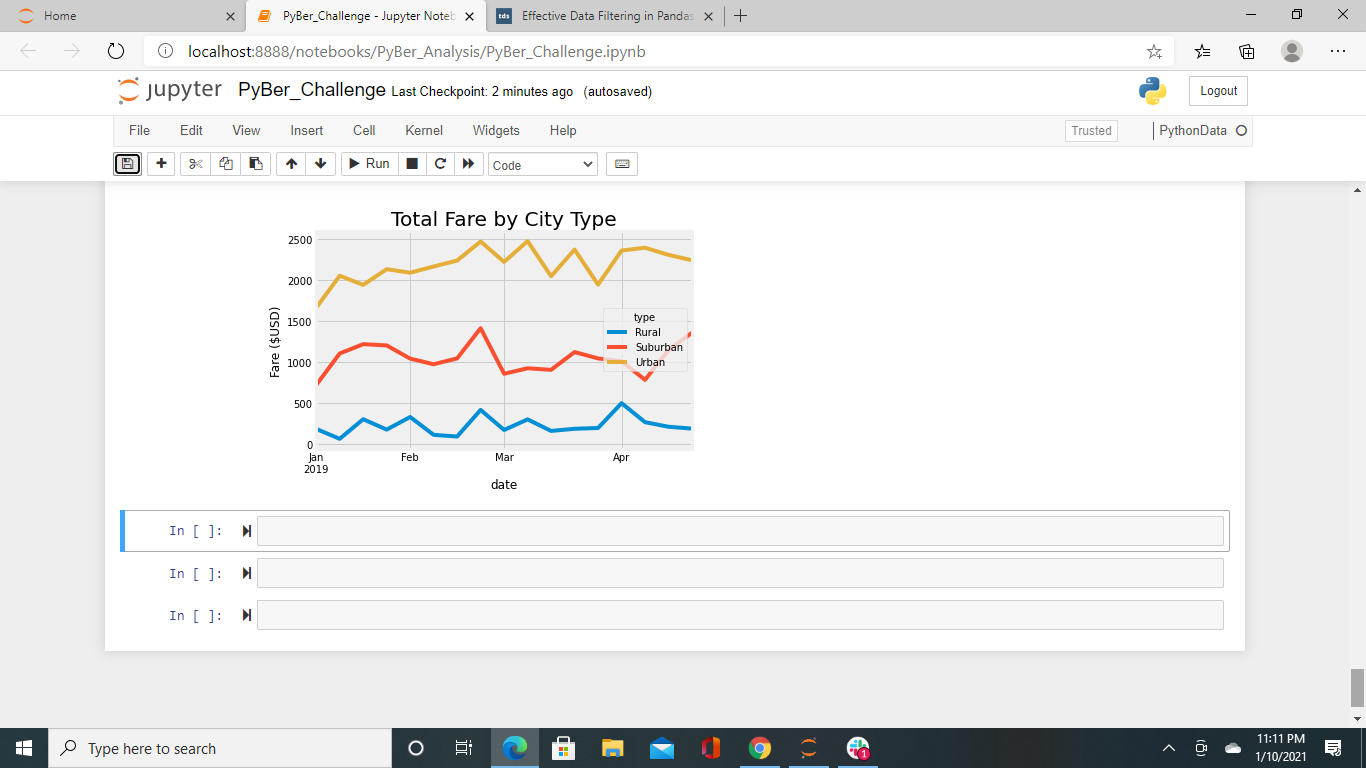 Home
PyBer_Challenge - Jupyter Noteb
tds Effective Data Filtering in Pandas
localhost:8888/notebooks/PyBer_Analysis/PyBer_Challenge.ipynb
jupyter PyBer_Challenge Last Checkpoint: 2 minutes ago (autosaved)
Logout
File Edit View Insert Cell Kernel Widgets Help
Trusted
PythonData
Run
Code
Total Fare by City Type
2500
2000
1500
1000
500
0
Fare ($USD)
type
Rural
Suburban
Urban
Jan Feb Mar Apr
2019
date
In [ ]:
In [ ]:
In [ ]:
Type here to search
1
11:11 PM
1/10/2021